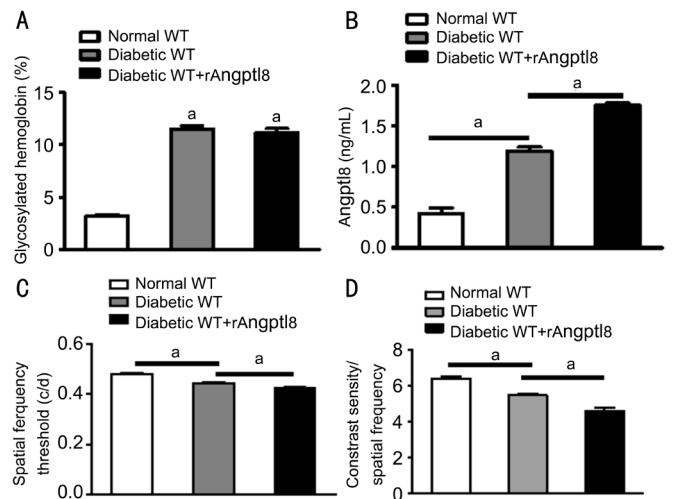 A
Normal WT
Diabetic WT
Diabetic WT+rAngptl8
Glycosylated hemoglobin (%)
15
10
5
0
a
a
B
Normal WT
Diabetic WT
Diabetic WT+rAngptl8
Angptl8 (ng/mL)
2.0
1.5
1.0
0.5
0.0
a
a
C
Normal WT
Diabetic WT
Diabetic WT+rAngptl8
Spatial ferquency
threshold (c/d)
0.6
0.4
0.2
0.0
a
a
D
Normal WT
Diabetic WT
Diabetic WT+rAngptl8
Constrast sensity/
spatial frequency
8
6
4
2
0
a
a